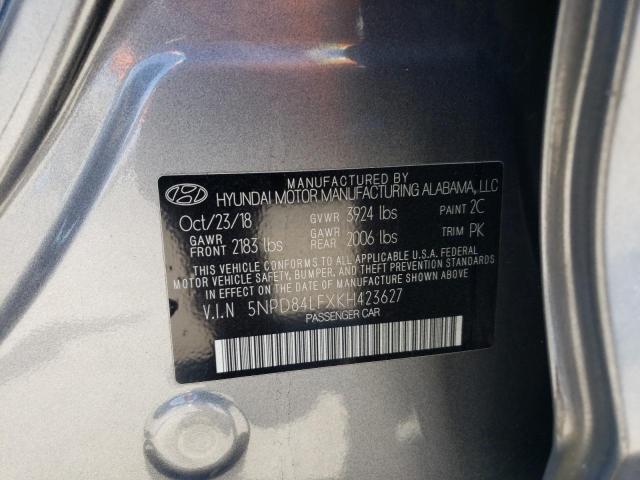 MANUFACTURED BY
HYUNDAI MOTOR MANUFACTURING ALABAMA, LLC
Oct/23/18 GVWR 3924 lbs PAINT 2C
GAWR FRONT 2183 lbs GAWR REAR 2006 lbs TRIM PK
THIS VEHICLE CONFORMS TO ALL APPLICABLE U.S.A. FEDERAL
MOTOR VEHICLE SAFETY, BUMPER, AND THEFT PREVENTION STANDARDS
IN EFFECT ON THE DATE OF MANUFACTURE SHOWN ABOVE.
V.I.N 5NPD84LFXKH423627
PASSENGER CAR